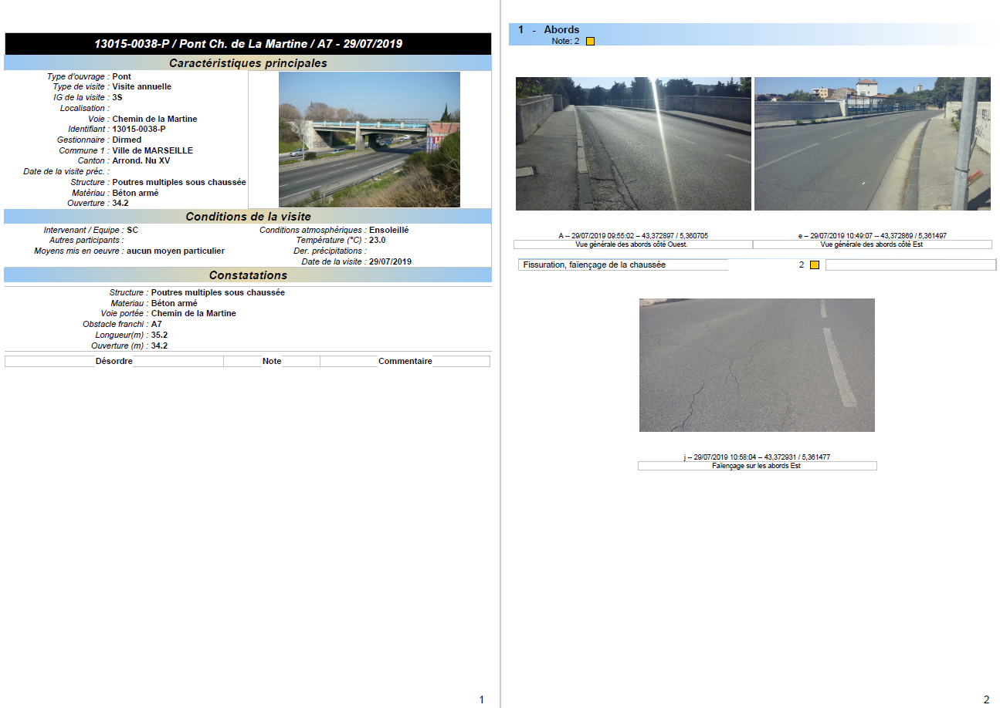 13015-0038-P / Pont Ch. de La Martine / A7 - 29/07/2019
Caractéristiques principales
Type d'ouvrage : Pont
Type de visite : Visite annuelle
IG de la visite : 3S
Localisation :
Voie : Chemin de la Martine
Identifiant : 13015-0038-P
Gestionnaire : Dirmed
Commune 1 : Ville de MARSEILLE
Canton : Arrond. Nu XV
Date de la visite préc. :
Structure : Poutres multiples sous chaussée
Matériau : Béton armé
Ouverture : 34.2
Conditions de la visite
Intervenant / Equipe : SC
Autres participants :
Moyens mis en oeuvre : aucun moyen particulier
Conditions atmosphériques : Ensoleillé
Température (°C) : 23.0
Der. précipitations :
Date de la visite : 29/07/2019
Constatations
Structure : Poutres multiples sous chaussée
Materiau : Béton armé
Voie portée : Chemin de la Martine
Obstacle franchi : A7
Longueur(m) : 35.2
Ouverture (m) : 34.2
Désordre Note Commentaire
1
1 - Abords
Note: 2
A -- 29/07/2019 09:55:02 – 43,372897 / 5,360705
Vue générale des abords côté Ouest.
e – 29/07/2019 10:49:07 -- 43,372869 / 5,361497
Vue générale des abords côté Est
Fissuration, faïençage de la chaussée 2
j -- 29/07/2019 10:58:04 – 43,372931 / 5,361477
Faïençage sur les abords Est
2